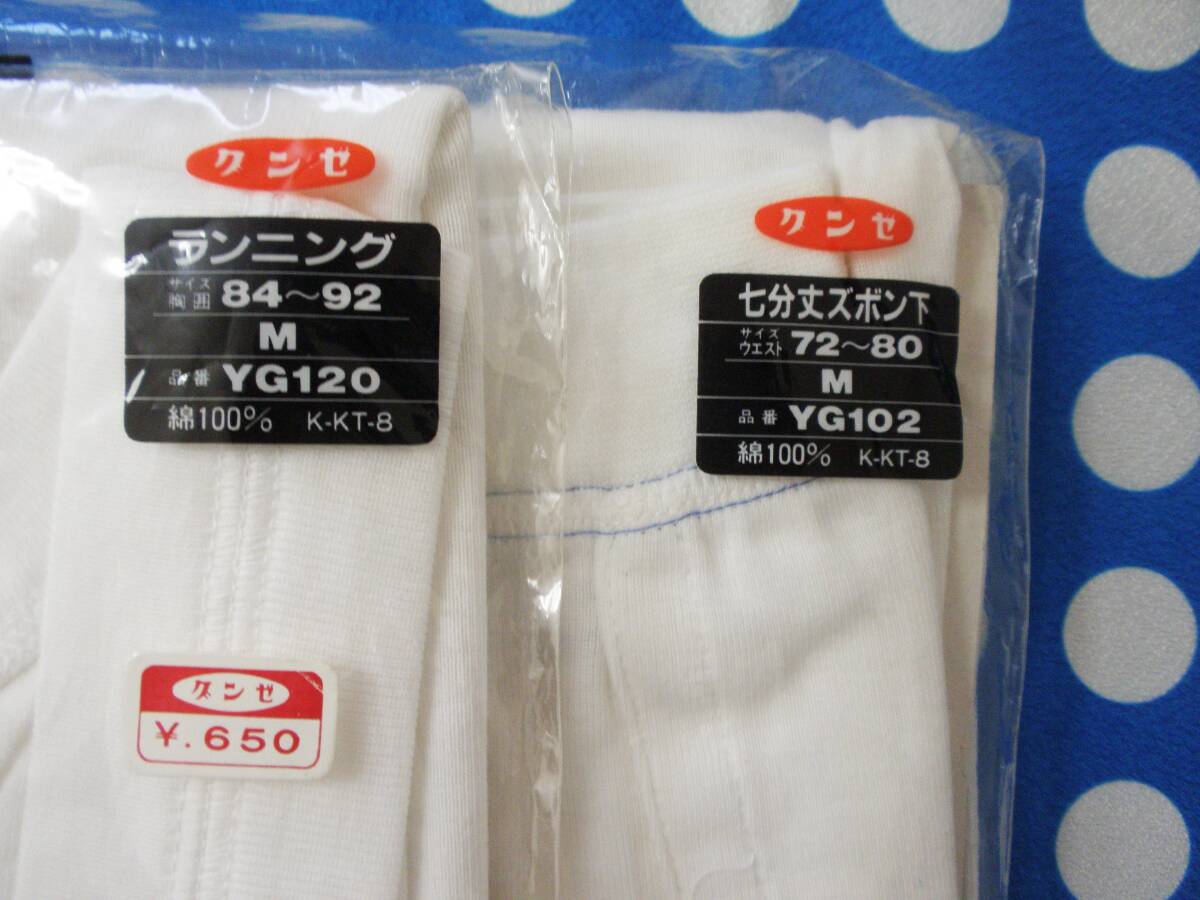 グンゼ
ランニング
サイズ
胸囲 84〜92
M
品番 YG120
綿100% K-KT-8
グンゼ
¥.650
グンゼ
七分丈ズボン下
サイズ
ウエスト 72〜80
M
品番 YG102
綿100% K-KT-8